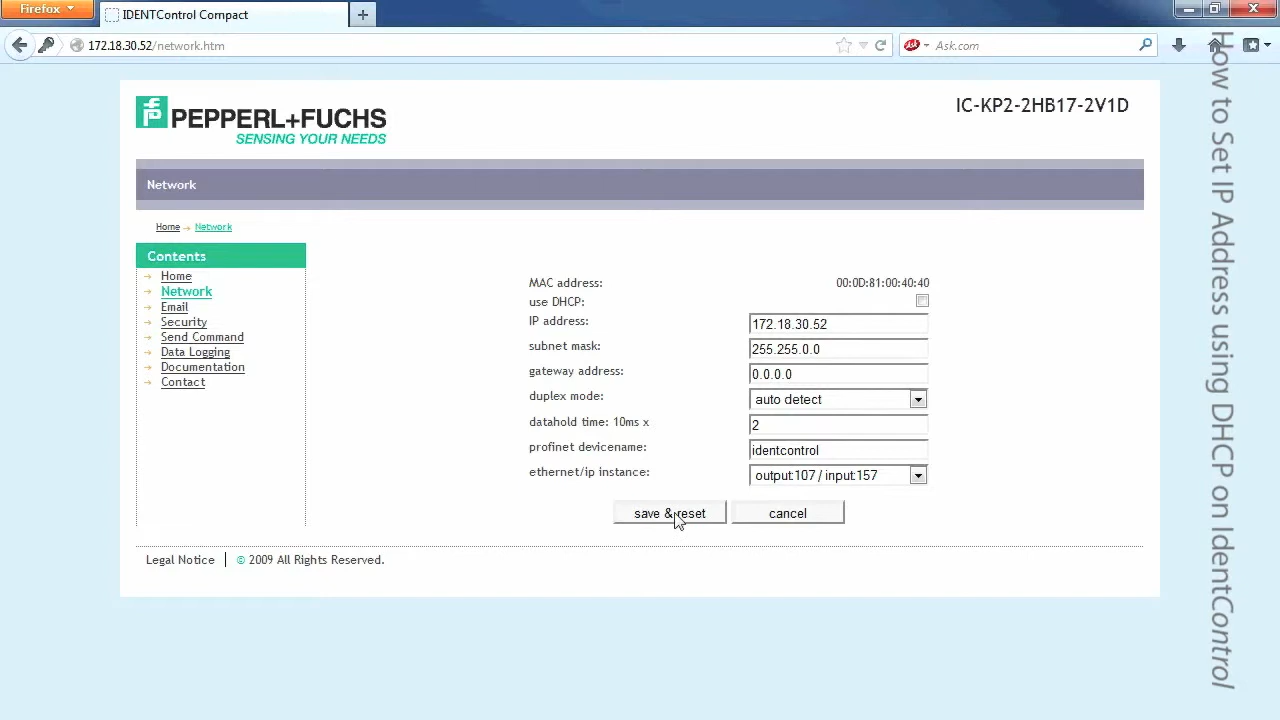 Firefox
IDENTControl Compact
172.18.30.52/network.htm
Ask
Ask.com
PEPPERL+FUCHS
SENSING YOUR NEEDS
IC-KP2-2HB17-2V1D
Network
Home → Network
Contents
Home
Network
Email
Security
Send Command
Data Logging
Documentation
Contact
MAC address: 00:0D:81:00:40:40
use DHCP:
IP address: 172.18.30.52
subnet mask: 255.255.0.0
gateway address: 0.0.0.0
duplex mode: auto detect
datahold time: 10ms x 2
profinet devicename: identcontrol
ethernet/ip instance: output:107 / input:157
save & reset cancel
Legal Notice | © 2009 All Rights Reserved.
How to Set IP Address using DHCP on IdentControl